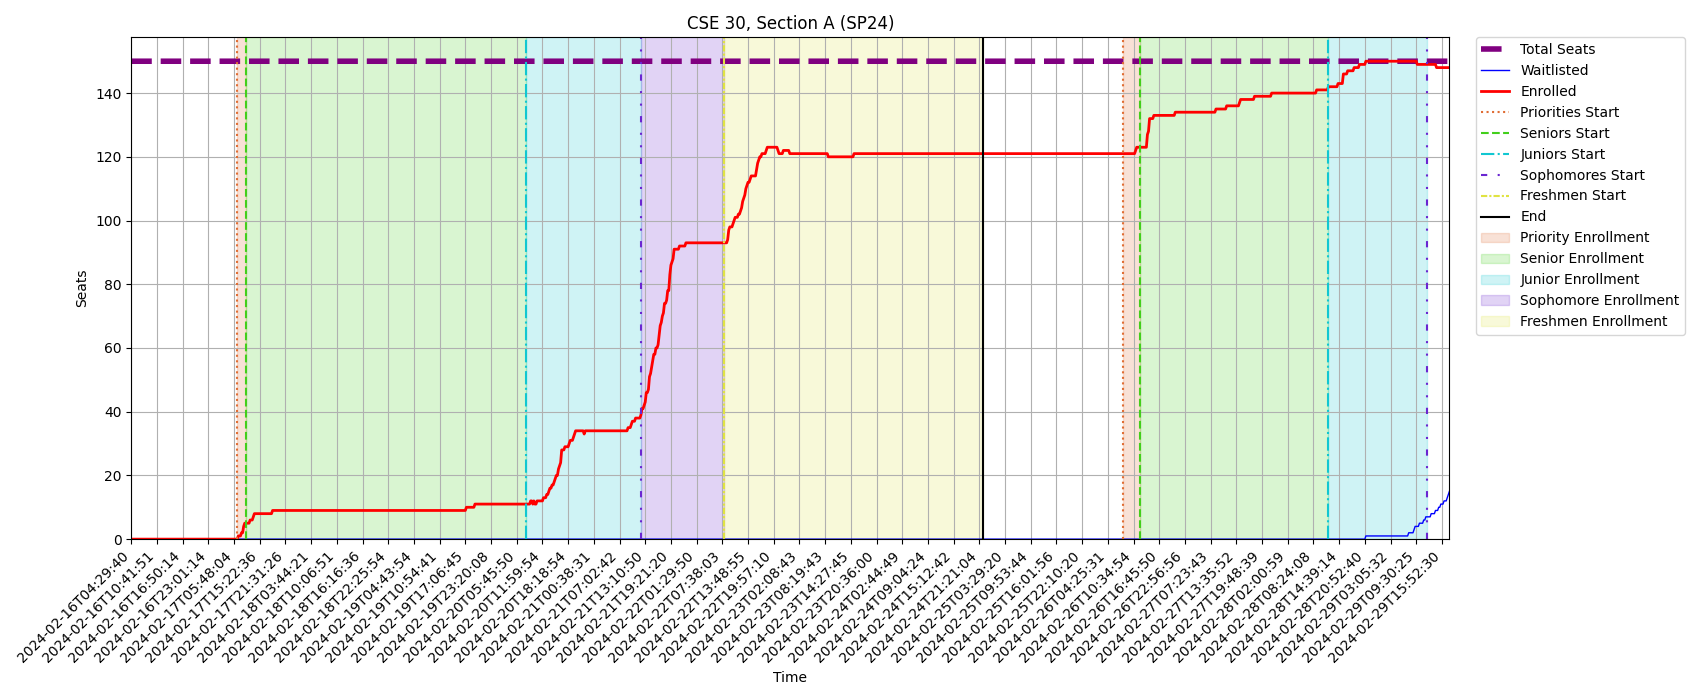 CSE 30, Section A (SP24)
Total Seats
Waitlisted
Enrolled
Priorities Start
Seniors Start
Juniors Start
Sophomores Start
Freshmen Start
End
Priority Enrollment
Senior Enrollment
Junior Enrollment
Sophomore Enrollment
Freshmen Enrollment
Seats
140
120
100
80
60
40
20
0
2024-02-16T04:29:40
2024-02-16T10:41:51
2024-02-16T16:50:14
2024-02-16T23:01:14
2024-02-17T05:48:04
2024-02-17T15:22:36
2024-02-17T21:31:26
2024-02-18T03:44:21
2024-02-18T10:06:51
2024-02-18T16:16:36
2024-02-18T22:25:54
2024-02-19T04:43:54
2024-02-19T10:54:41
2024-02-19T17:06:45
2024-02-19T23:20:08
2024-02-20T05:45:50
2024-02-20T11:59:54
2024-02-20T18:18:54
2024-02-21T00:38:31
2024-02-21T07:02:42
2024-02-21T13:10:50
2024-02-21T19:21:20
2024-02-22T01:29:50
2024-02-22T07:38:03
2024-02-22T13:48:55
2024-02-22T19:57:10
2024-02-23T02:08:43
2024-02-23T08:19:43
2024-02-23T14:27:45
2024-02-23T20:36:00
2024-02-24T02:44:49
2024-02-24T09:04:24
2024-02-24T15:12:42
2024-02-24T21:21:04
2024-02-25T03:29:20
2024-02-25T09:53:44
2024-02-25T16:01:56
2024-02-25T22:10:20
2024-02-26T04:25:31
2024-02-26T10:34:54
2024-02-26T16:45:50
2024-02-26T22:56:56
2024-02-27T07:23:43
2024-02-27T13:35:52
2024-02-27T19:48:39
2024-02-28T02:00:59
2024-02-28T08:24:08
2024-02-28T14:39:14
2024-02-28T20:52:40
2024-02-29T03:05:32
2024-02-29T09:30:25
2024-02-29T15:52:30
Time